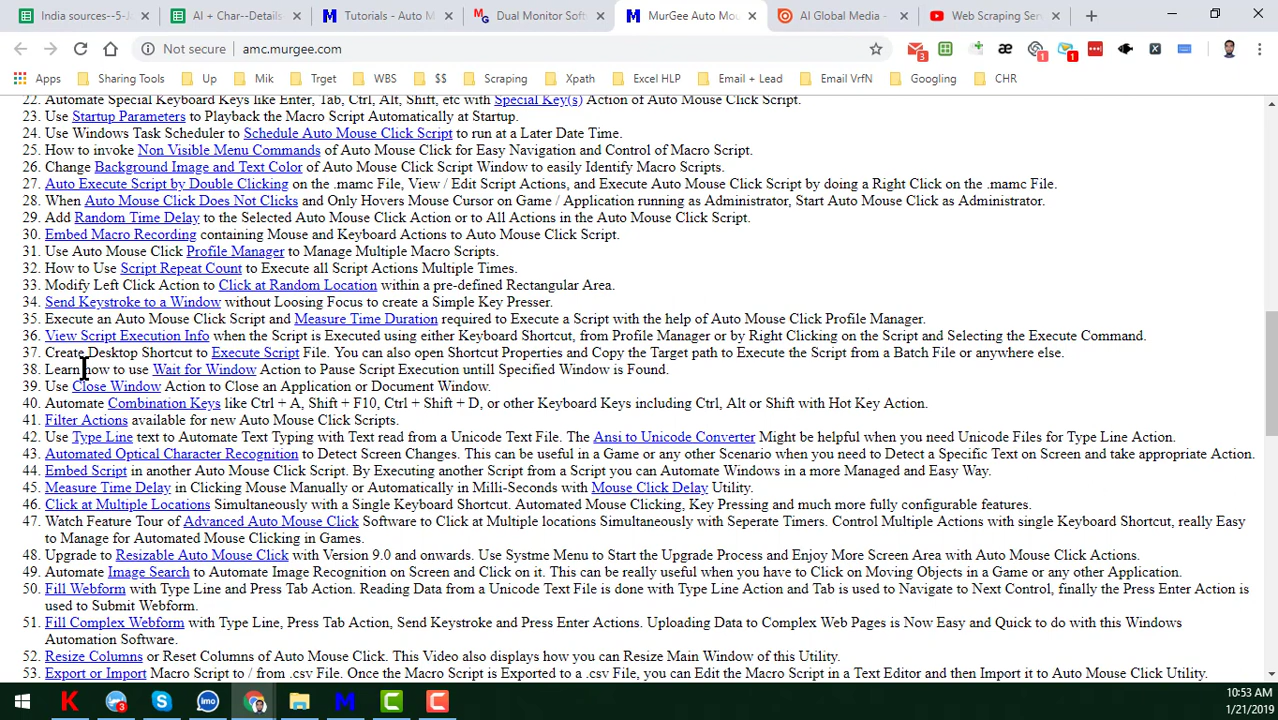 India sources--5-J
AI + Char--Details
Tutorials - Auto M
Dual Monitor Soft
MurGee Auto Mou
AI Global Media -
Web Scraping Ser
Not secure | amc.murgee.com
Apps Sharing Tools Up Mik Trget WBS $$ Scraping Xpath Excel HLP Email + Lead Email VrfN Googling CHR
22. Automate Special Keyboard Keys like Enter, Tab, Ctrl, Alt, Shift, etc with Special Key(s) Action of Auto Mouse Click Script.
23. Use Startup Parameters to Playback the Macro Script Automatically at Startup.
24. Use Windows Task Scheduler to Schedule Auto Mouse Click Script to run at a Later Date Time.
25. How to invoke Non Visible Menu Commands of Auto Mouse Click for Easy Navigation and Control of Macro Script.
26. Change Background Image and Text Color of Auto Mouse Click Script Window to easily Identify Macro Scripts.
27. Auto Execute Script by Double Clicking on the .mamc File, View / Edit Script Actions, and Execute Auto Mouse Click Script by doing a Right Click on the .mamc File.
28. When Auto Mouse Click Does Not Clicks and Only Hovers Mouse Cursor on Game / Application running as Administrator, Start Auto Mouse Click as Administrator.
29. Add Random Time Delay to the Selected Auto Mouse Click Action or to All Actions in the Auto Mouse Click Script.
30. Embed Macro Recording containing Mouse and Keyboard Actions to Auto Mouse Click Script.
31. Use Auto Mouse Click Profile Manager to Manage Multiple Macro Scripts.
32. How to Use Script Repeat Count to Execute all Script Actions Multiple Times.
33. Modify Left Click Action to Click at Random Location within a pre-defined Rectangular Area.
34. Send Keystroke to a Window without Loosing Focus to create a Simple Key Presser.
35. Execute an Auto Mouse Click Script and Measure Time Duration required to Execute a Script with the help of Auto Mouse Click Profile Manager.
36. View Script Execution Info when the Script is Executed using either Keyboard Shortcut, from Profile Manager or by Right Clicking on the Script and Selecting the Execute Command.
37. Create Desktop Shortcut to Execute Script File. You can also open Shortcut Properties and Copy the Target path to Execute the Script from a Batch File or anywhere else.
38. Learn how to use Wait for Window Action to Pause Script Execution untill Specified Window is Found.
39. Use Close Window Action to Close an Application or Document Window.
40. Automate Combination Keys like Ctrl + A, Shift + F10, Ctrl + Shift + D, or other Keyboard Keys including Ctrl, Alt or Shift with Hot Key Action.
41. Filter Actions available for new Auto Mouse Click Scripts.
42. Use Type Line text to Automate Text Typing with Text read from a Unicode Text File. The Ansi to Unicode Converter Might be helpful when you need Unicode Files for Type Line Action.
43. Automated Optical Character Recognition to Detect Screen Changes. This can be useful in a Game or any other Scenario when you need to Detect a Specific Text on Screen and take appropriate Action.
44. Embed Script in another Auto Mouse Click Script. By Executing another Script from a Script you can Automate Windows in a more Managed and Easy Way.
45. Measure Time Delay in Clicking Mouse Manually or Automatically in Milli-Seconds with Mouse Click Delay Utility.
46. Click at Multiple Locations Simultaneously with a Single Keyboard Shortcut. Automated Mouse Clicking, Key Pressing and much more fully configurable features.
47. Watch Feature Tour of Advanced Auto Mouse Click Software to Click at Multiple locations Simultaneously with Seperate Timers. Control Multiple Actions with single Keyboard Shortcut, really Easy
to Manage for Automated Mouse Clicking in Games.
48. Upgrade to Resizable Auto Mouse Click with Version 9.0 and onwards. Use Systme Menu to Start the Upgrade Process and Enjoy More Screen Area with Auto Mouse Click Actions.
49. Automate Image Search to Automate Image Recognition on Screen and Click on it. This can be really useful when you have to Click on Moving Objects in a Game or any other Application.
50. Fill Webform with Type Line and Press Tab Action. Reading Data from a Unicode Text File is done with Type Line Action and Tab is used to Navigate to Next Control, finally the Press Enter Action is
used to Submit Webform.
51. Fill Complex Webform with Type Line, Press Tab Action, Send Keystroke and Press Enter Actions. Uploading Data to Complex Web Pages is Now Easy and Quick to do with this Windows
Automation Software.
52. Resize Columns or Reset Columns of Auto Mouse Click. This Video also displays how you can Resize Main Window of this Utility.
53. Export or Import Macro Script to / from .csv File. Once the Macro Script is Exported to a .csv File, you can Edit the Macro Script in a Text Editor and then Import it to Auto Mouse Click Utility.
10:53 AM
1/21/2019